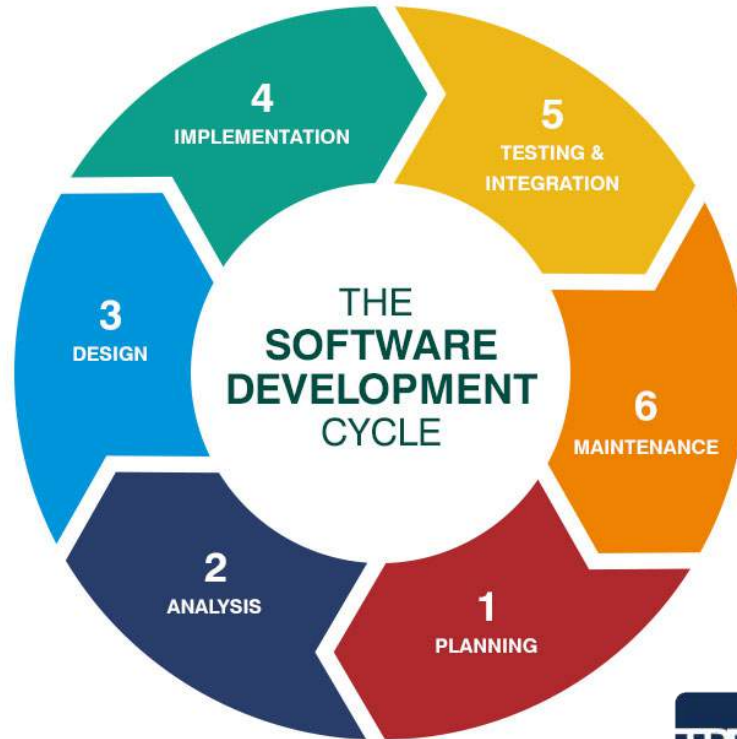 4
IMPLEMENTATION
5
TESTING &
INTEGRATION
3
DESIGN
THE
SOFTWARE
DEVELOPMENT
CYCLE
6
MAINTENANCE
2
ANALYSIS
1
PLANNING